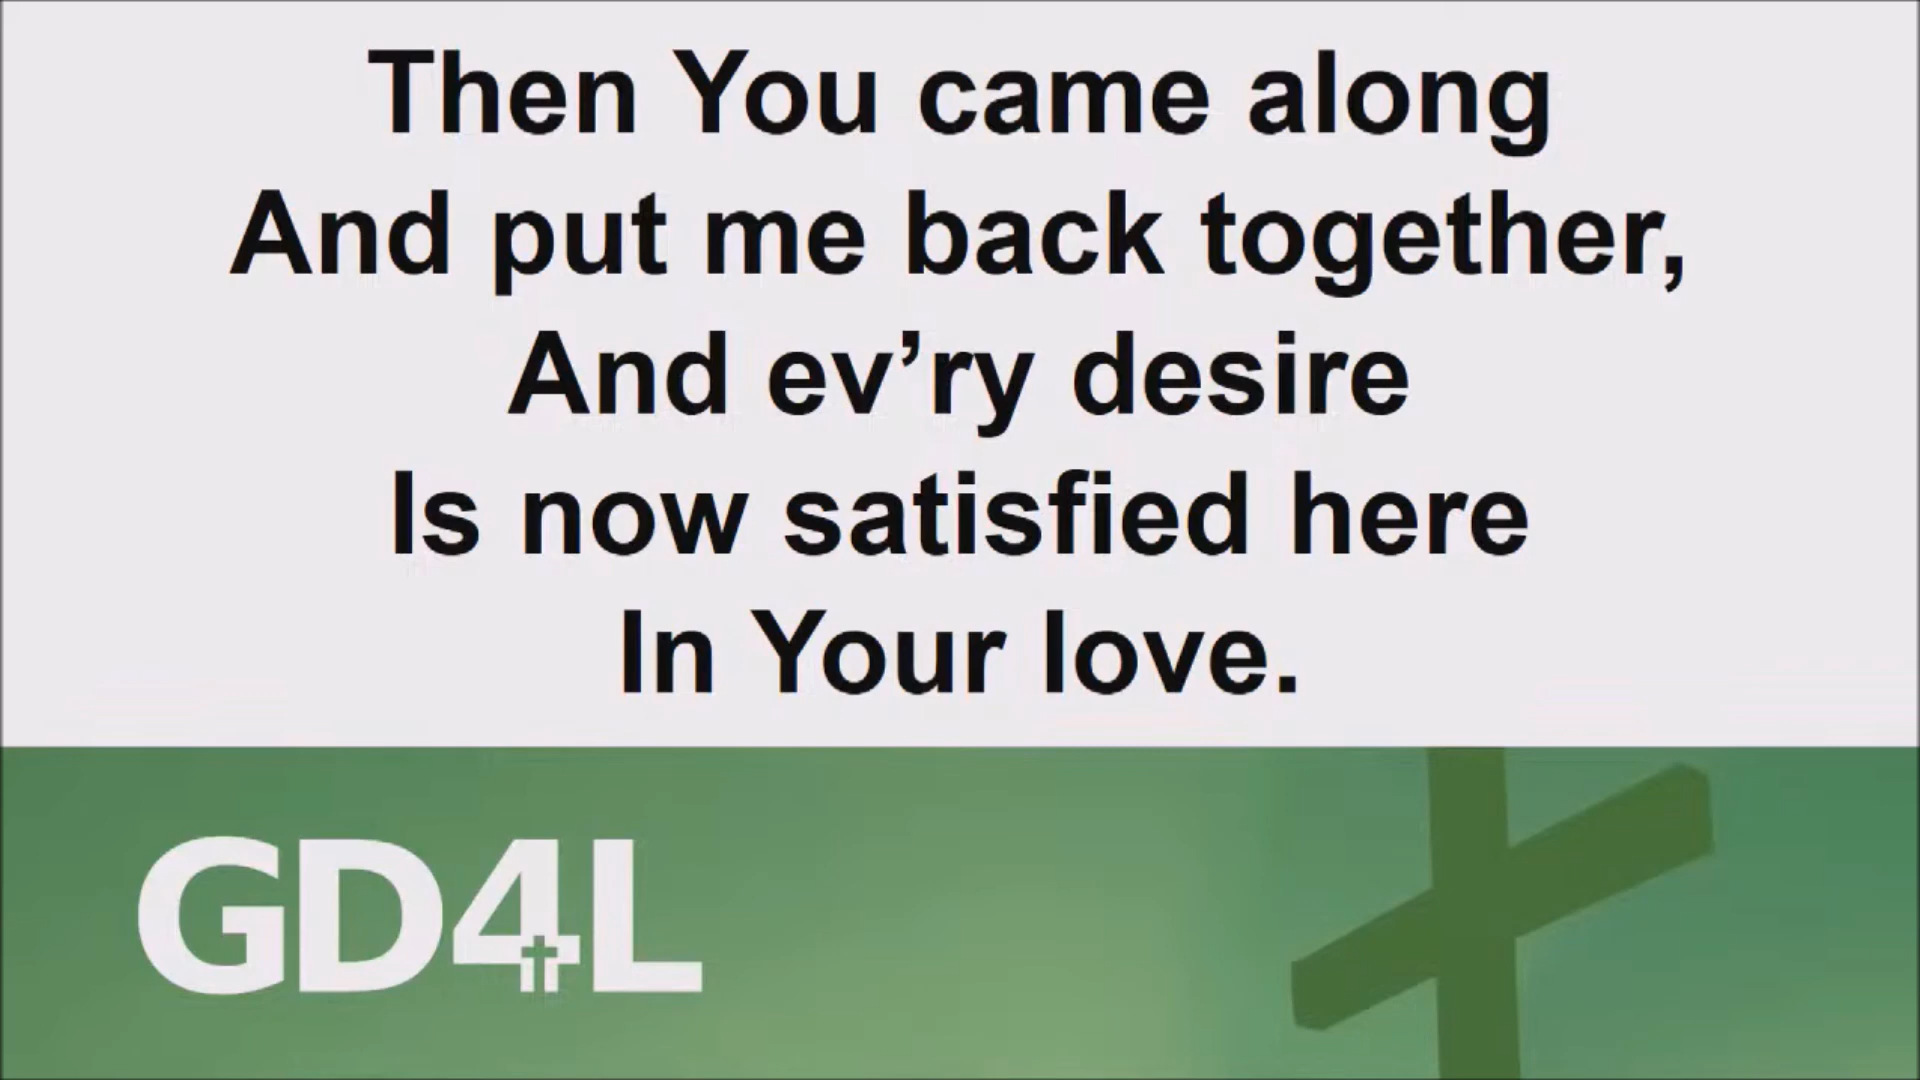 Then You came along
And put me back together,
And ev’ry desire
Is now satisfied here
In Your love.
GD4L